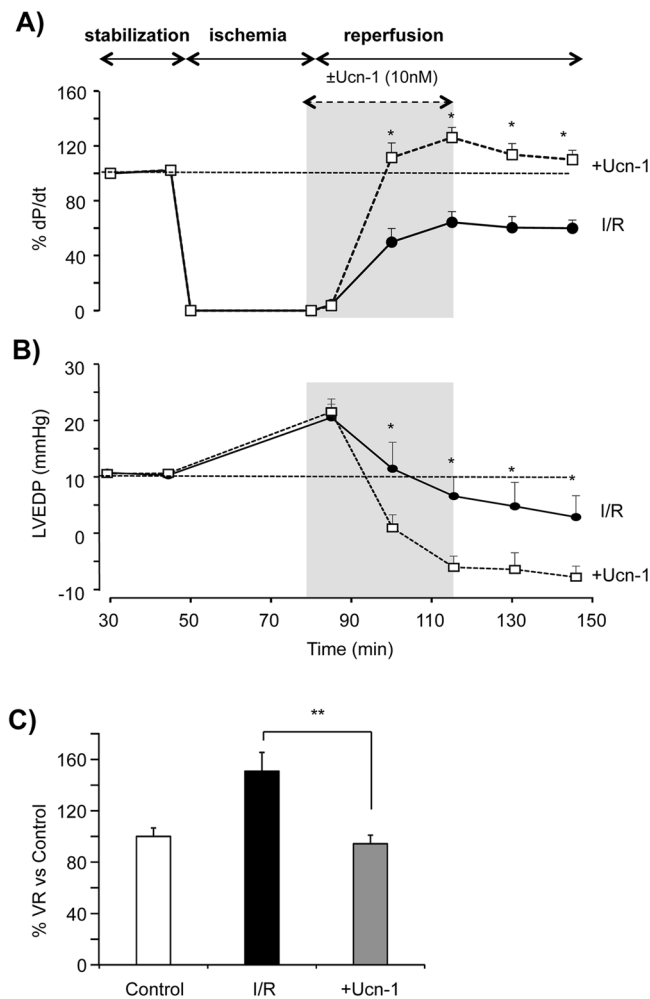 A)
stabilization ischemia reperfusion
±Ucn-1 (10nM)
160
120
80
40
0
% dP/dt
* * * *
+Ucn-1
I/R
B)
30
20
10
0
-10
LVEDP (mmHg)
* * * *
I/R
+Ucn-1
30 50 70 90 110 130 150
Time (min)
C)
**
160
120
80
40
0
% VR vs Control
Control I/R +Ucn-1